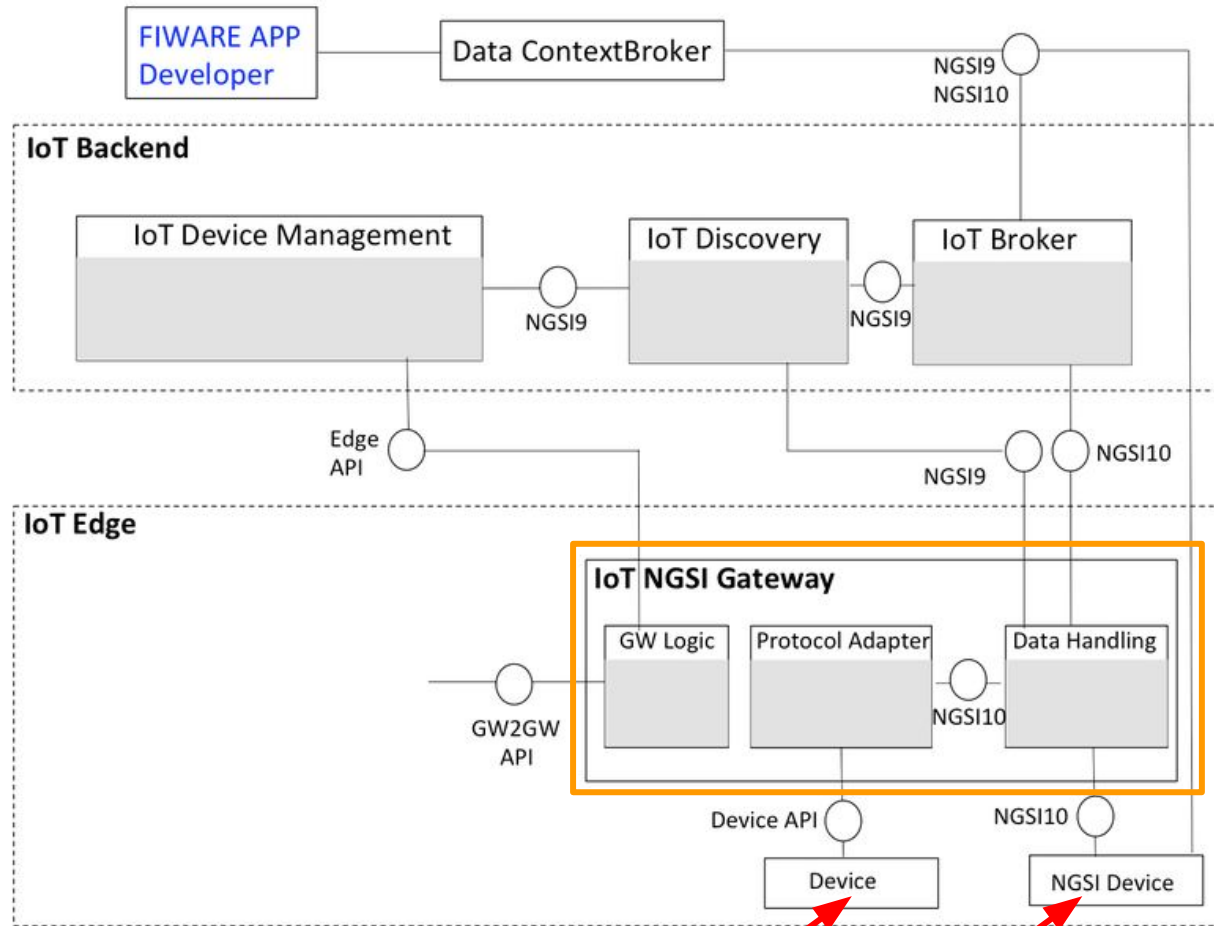 FIWARE APP
Developer
Data ContextBroker
NGSI9
NGSI10
IoT Backend
IoT Device Management
IoT Discovery
IoT Broker
NGSI9
NGSI9
Edge
API
NGSI9
NGSI10
IoT Edge
IoT NGSI Gateway
GW Logic
Protocol Adapter
Data Handling
NGSI10
GW2GW
API
Device API
NGSI10
Device
NGSI Device